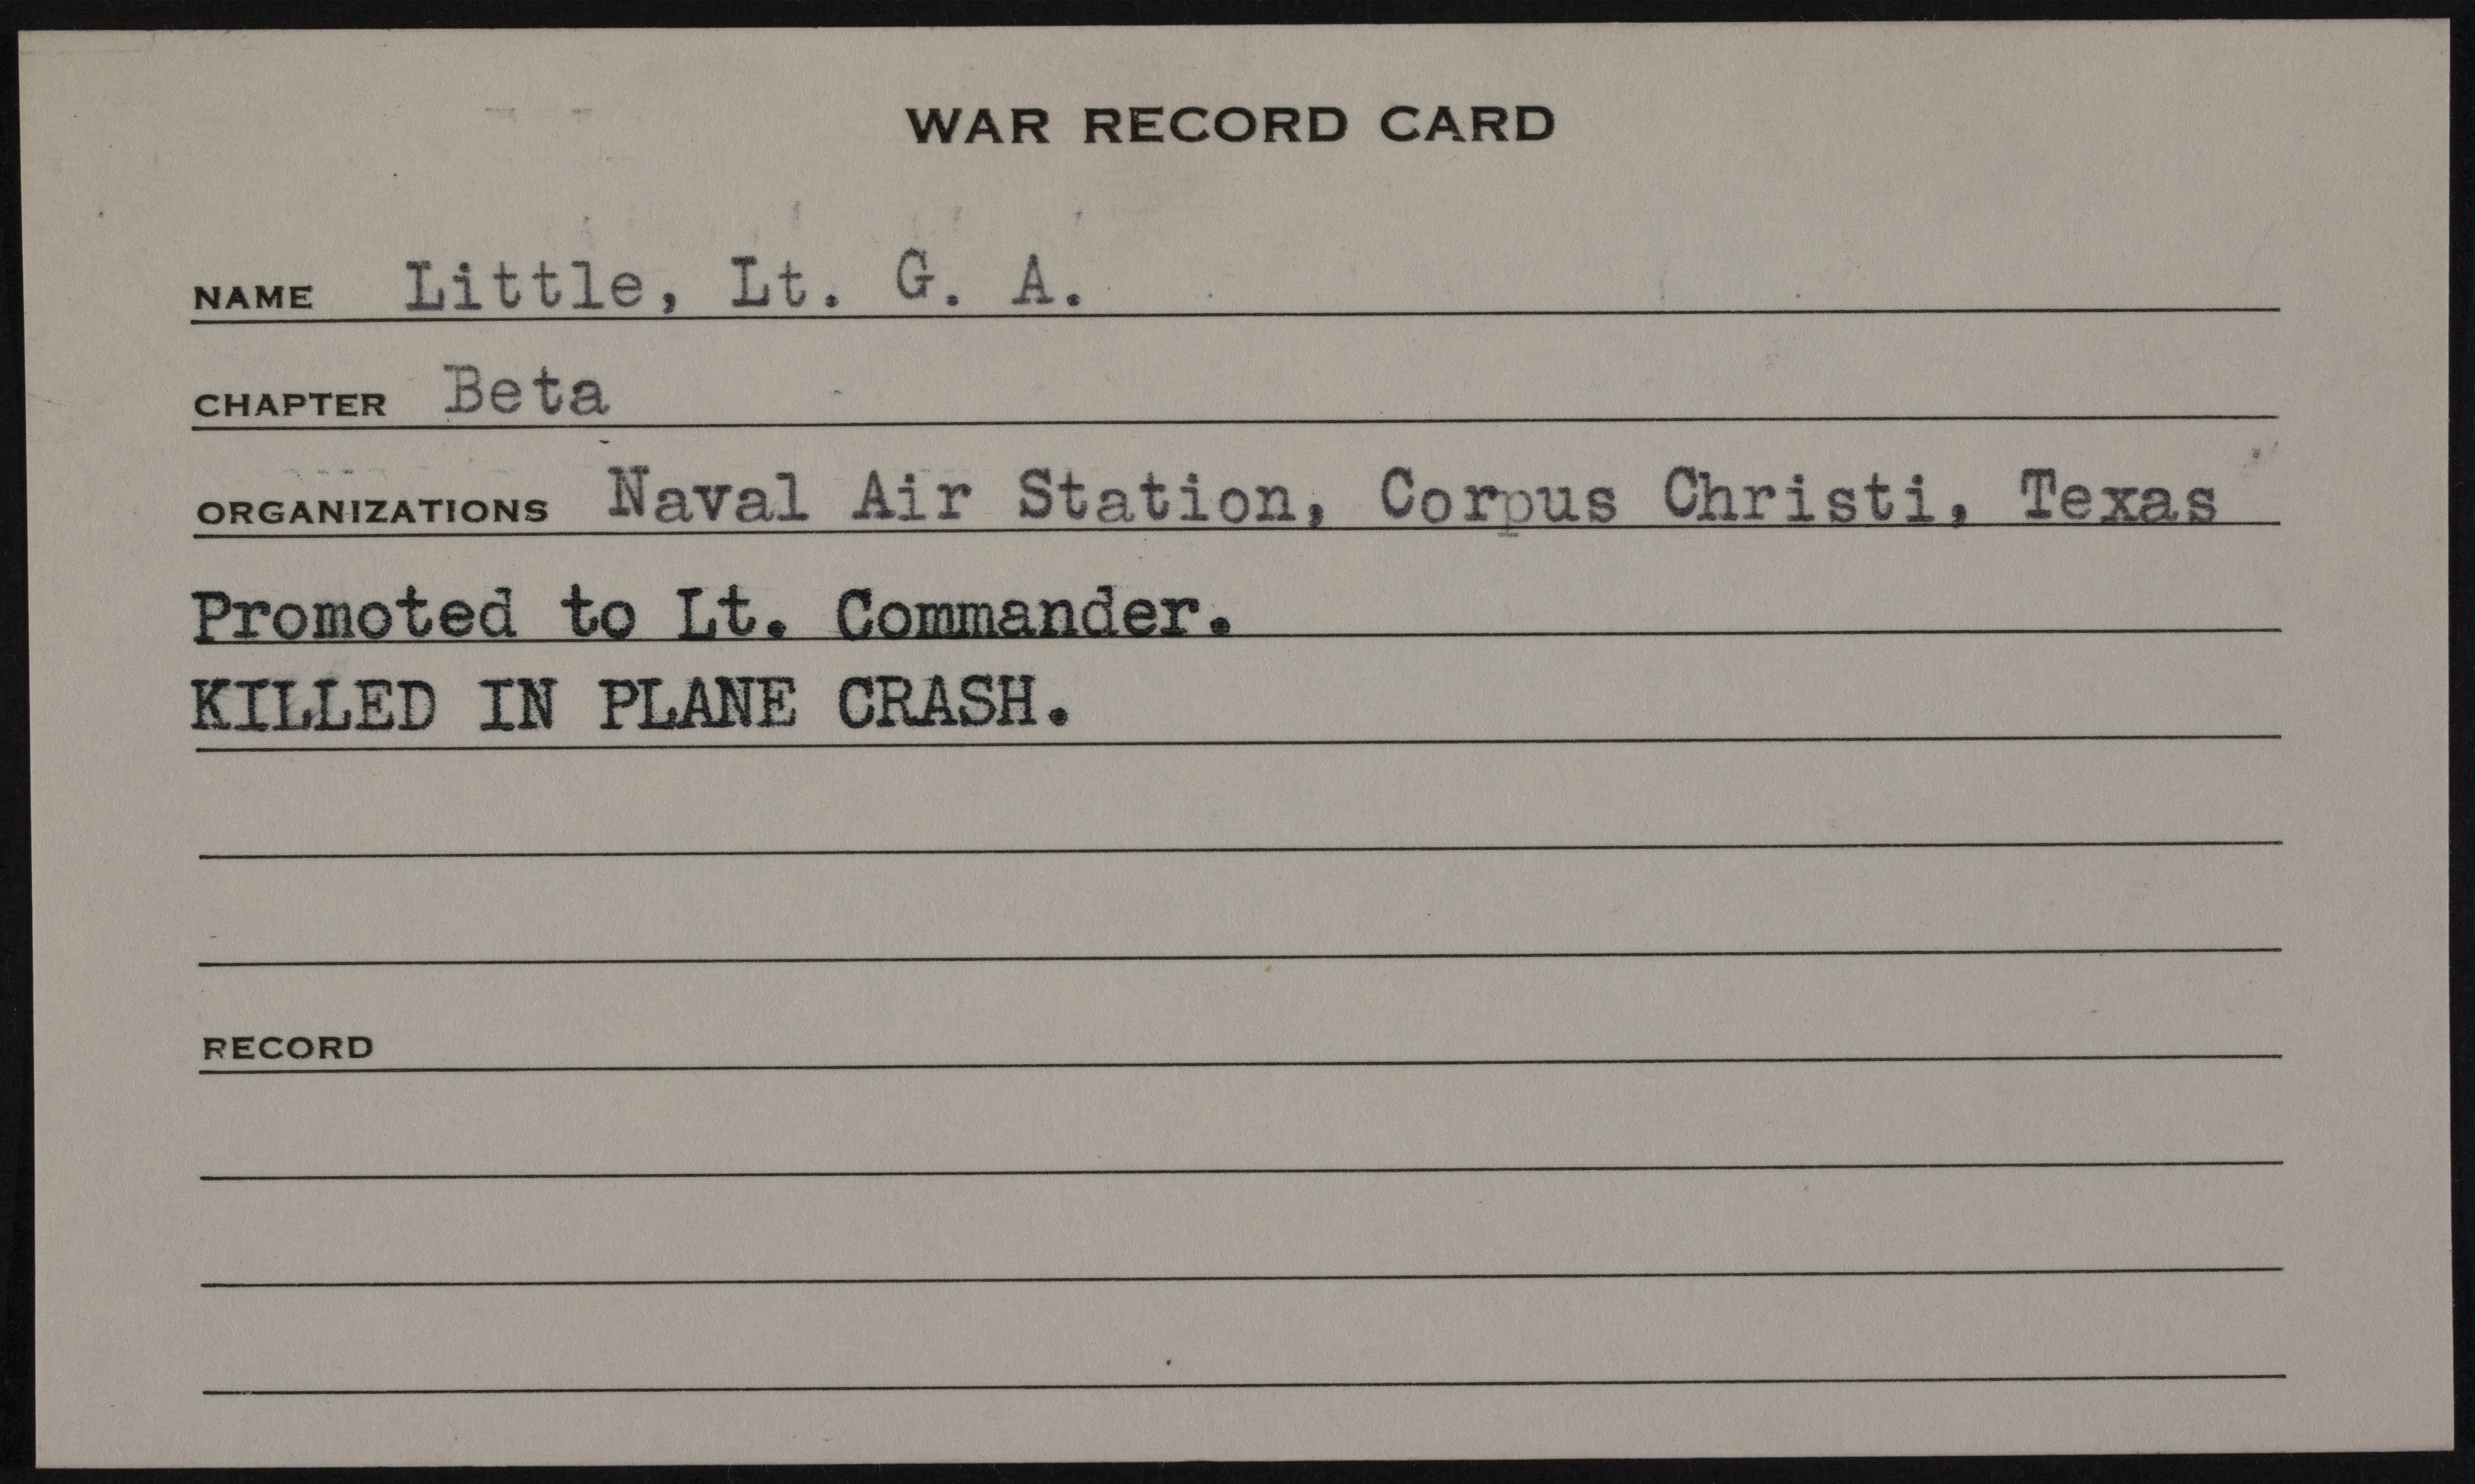 WAR RECORD CARD
NAME Little, Lt. G. A.
CHAPTER Beta
ORGANIZATIONS Naval Air Station, Corpus Christi, Texas
Promoted to Lt. Commander.
KILLED IN PLANE CRASH.
RECORD